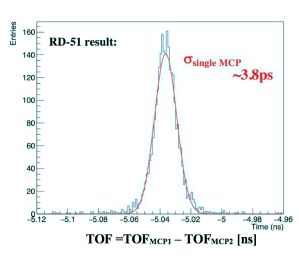 Entries
RD-51 result:
σsingle MCP
~3.8ps
160
140
120
100
80
60
40
20
0
-5.12 -5.1 -5.08 -5.06 -5.04 -5.02 -5 -4.98 -4.96
Time (ns)
TOF =TOFMCP1 – TOFMCP2 [ns]